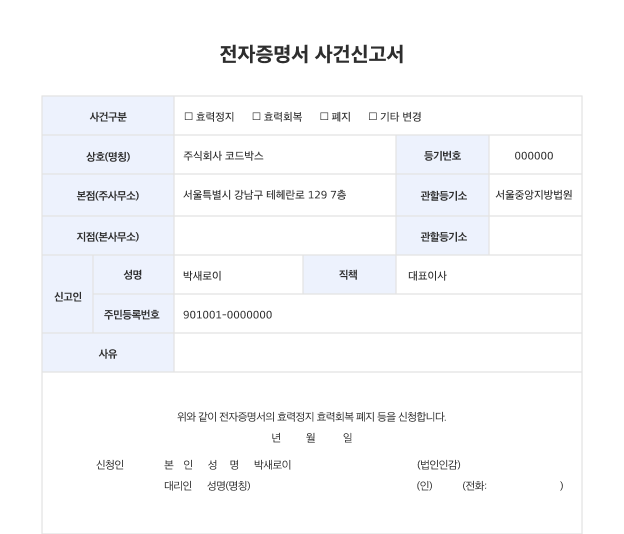 전자증명서 사건신고서
사건구분 ☐ 효력정지 ☐ 효력회복 ☐ 폐지 ☐ 기타 변경
상호(명칭) 주식회사 코드박스 등기번호 000000
본점(주사무소) 서울특별시 강남구 테헤란로 129 7층 관할등기소 서울중앙지방법원
지점(본사무소) 관할등기소
신고인 성명 박새로이 직책 대표이사
주민등록번호 901001-0000000
사유
위와 같이 전자증명서의 효력정지 효력회복 폐지 등을 신청합니다.
년 월 일
신청인 본 인 성 명 박새로이 (법인인감)
대리인 성명(명칭) (인) (전화: )